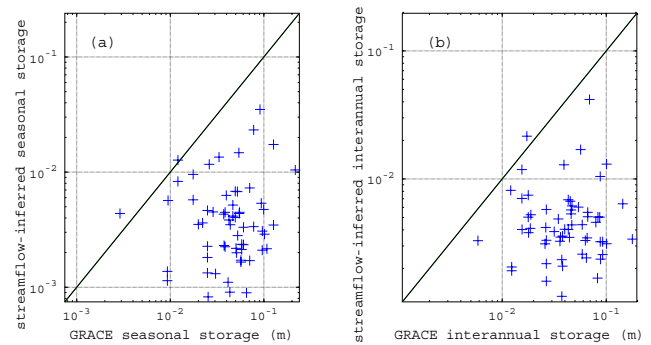 (a)
(b)
streamflow-inferred seasonal storage
10^-1
10^-2
10^-3
10^-3
10^-2
10^-1
GRACE seasonal storage (m)
streamflow-inferred interannual storage
10^-1
10^-2
10^-2
10^-1
GRACE interannual storage (m)